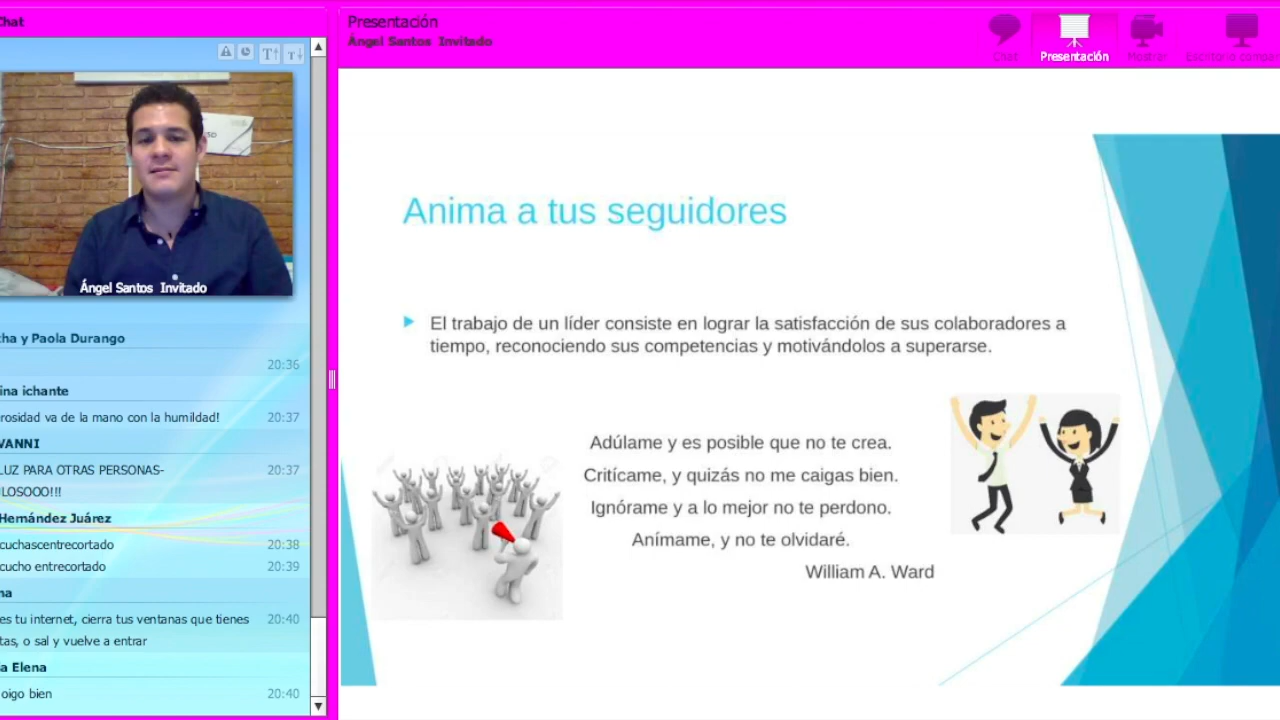 Chat
Presentación
Ángel Santos Invitado
Chat
Presentación
Mostrar
Escritorio compar
Ángel Santos Invitado
cha y Paola Durango
20:36
ina ichante
rosidad va de la mano con la humildad! 20:37
VANNI
LUZ PARA OTRAS PERSONAS- 20:37
LOSOOO!!!
Hernández Juárez
cuchascentrecortado 20:38
cucho entrecortado 20:39
na
es tu internet, cierra tus ventanas que tienes 20:40
tas, o sal y vuelve a entrar
a Elena
oigo bien 20:40
Anima a tus seguidores
El trabajo de un líder consiste en lograr la satisfacción de sus colaboradores a
tiempo, reconociendo sus competencias y motivándolos a superarse.
Adúlame y es posible que no te crea.
Critícame, y quizás no me caigas bien.
Ignórame y a lo mejor no te perdono.
Anímame, y no te olvidaré.
William A. Ward